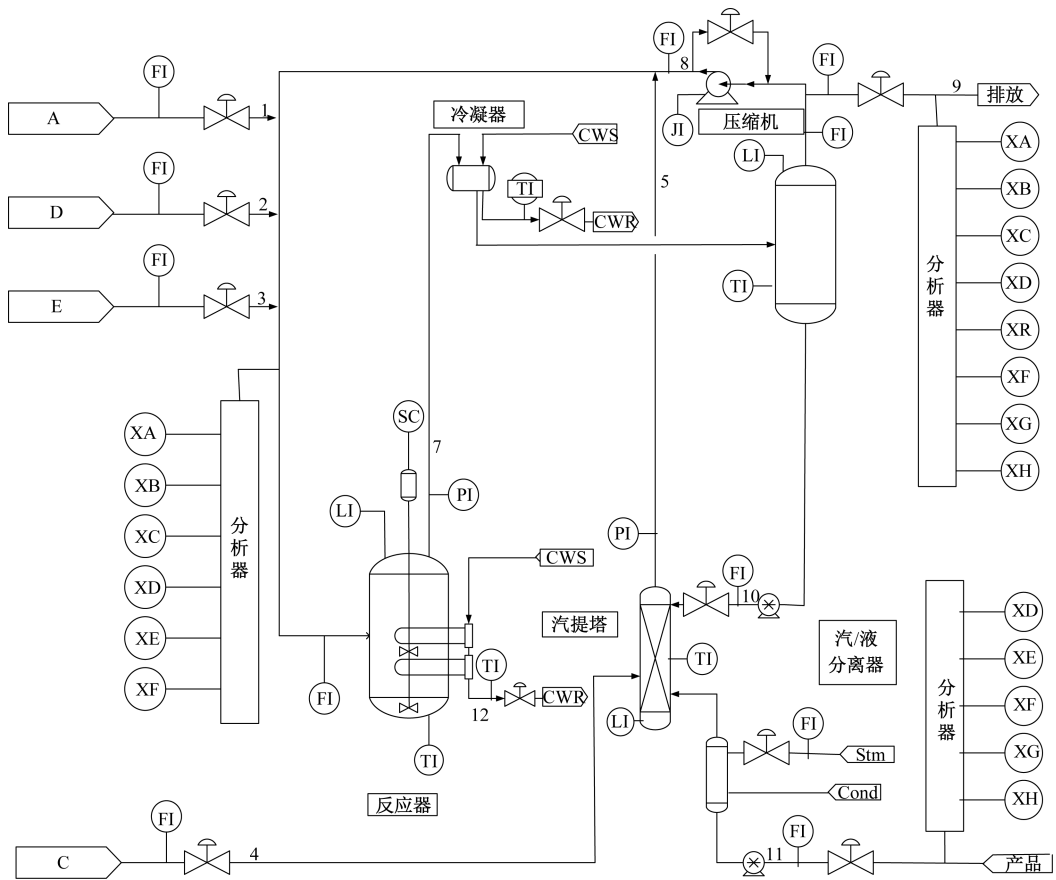 FI
8
FI
9
排放
FI
A
1
冷凝器
CWS
JI
压缩机
FI
XA
LI
FI
D
2
TI
CWR
5
XB
XC
FI
E
3
TI
分析器
XD
XR
XF
XG
XH
SC
7
XA
XB
XC
XD
XE
XF
分析器
LI
PI
PI
CWS
FI
10
汽提塔
TI
汽/液
分离器
XD
XE
XF
XG
XH
分析器
FI
TI
12
CWR
LI
TI
FI
Stm
Cond
反应器
FI
C
4
FI
11
产品